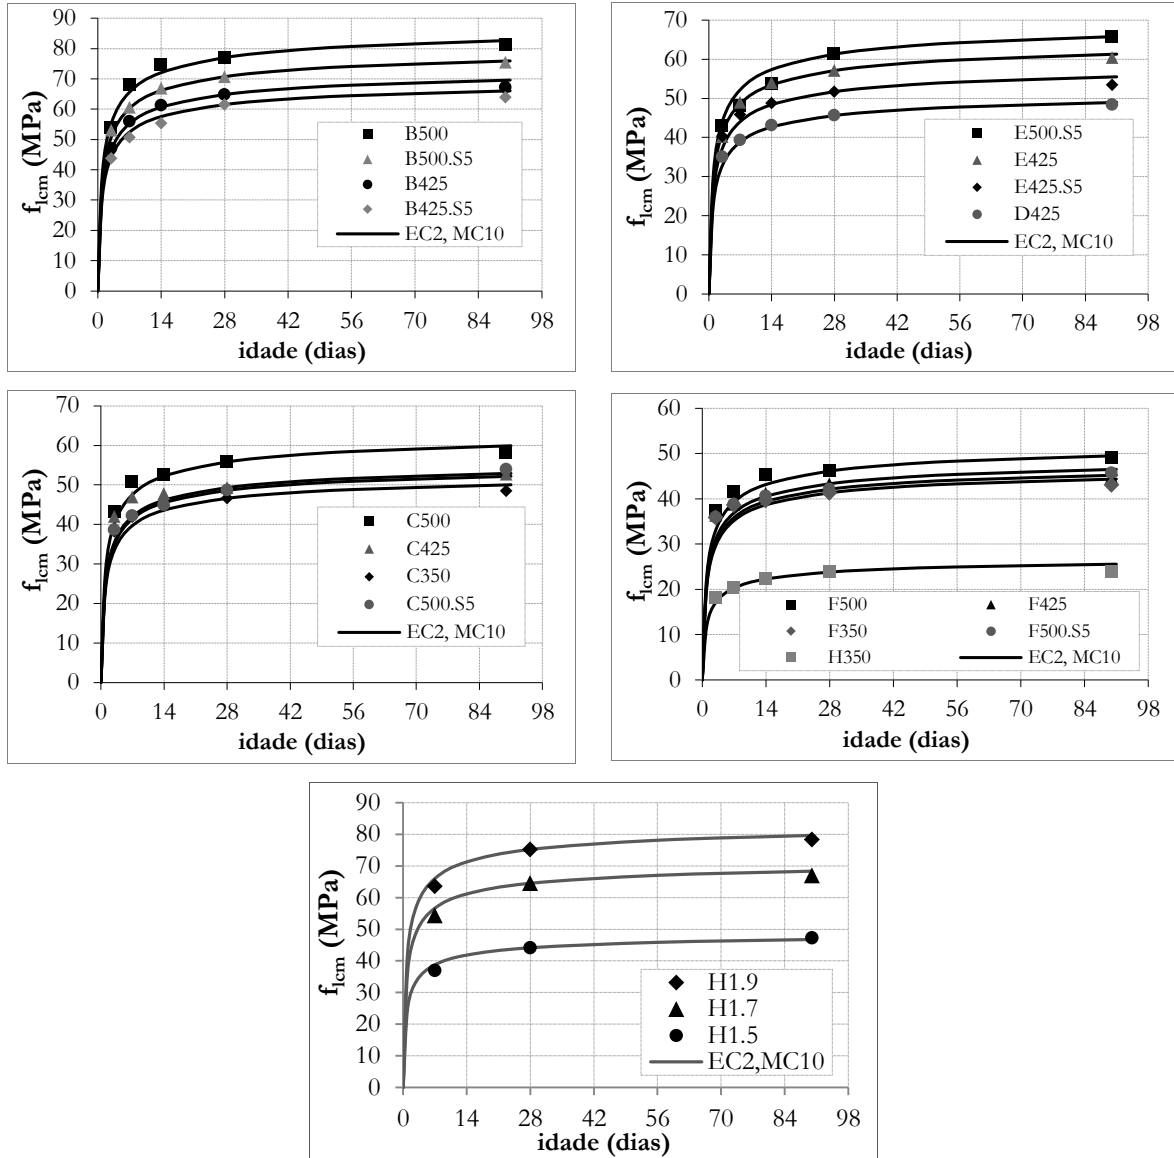 90
80
70
60
50
40
30
20
10
0
f_lcm (MPa)
B500
B500.S5
B425
B425.S5
EC2, MC10
0 14 28 42 56 70 84 98
idade (dias)
70
60
50
40
30
20
10
0
f_lcm (MPa)
E500.S5
E425
E425.S5
D425
EC2, MC10
0 14 28 42 56 70 84 98
idade (dias)
70
60
50
40
30
20
10
0
f_lcm (MPa)
C500
C425
C350
C500.S5
EC2, MC10
0 14 28 42 56 70 84 98
idade (dias)
60
50
40
30
20
10
0
f_lcm (MPa)
F500 F425
F350 F500.S5
H350 EC2, MC10
0 14 28 42 56 70 84 98
idade (dias)
90
80
70
60
50
40
30
20
10
0
f_lcm (MPa)
H1.9
H1.7
H1.5
EC2,MC10
0 14 28 42 56 70 84 98
idade (dias)